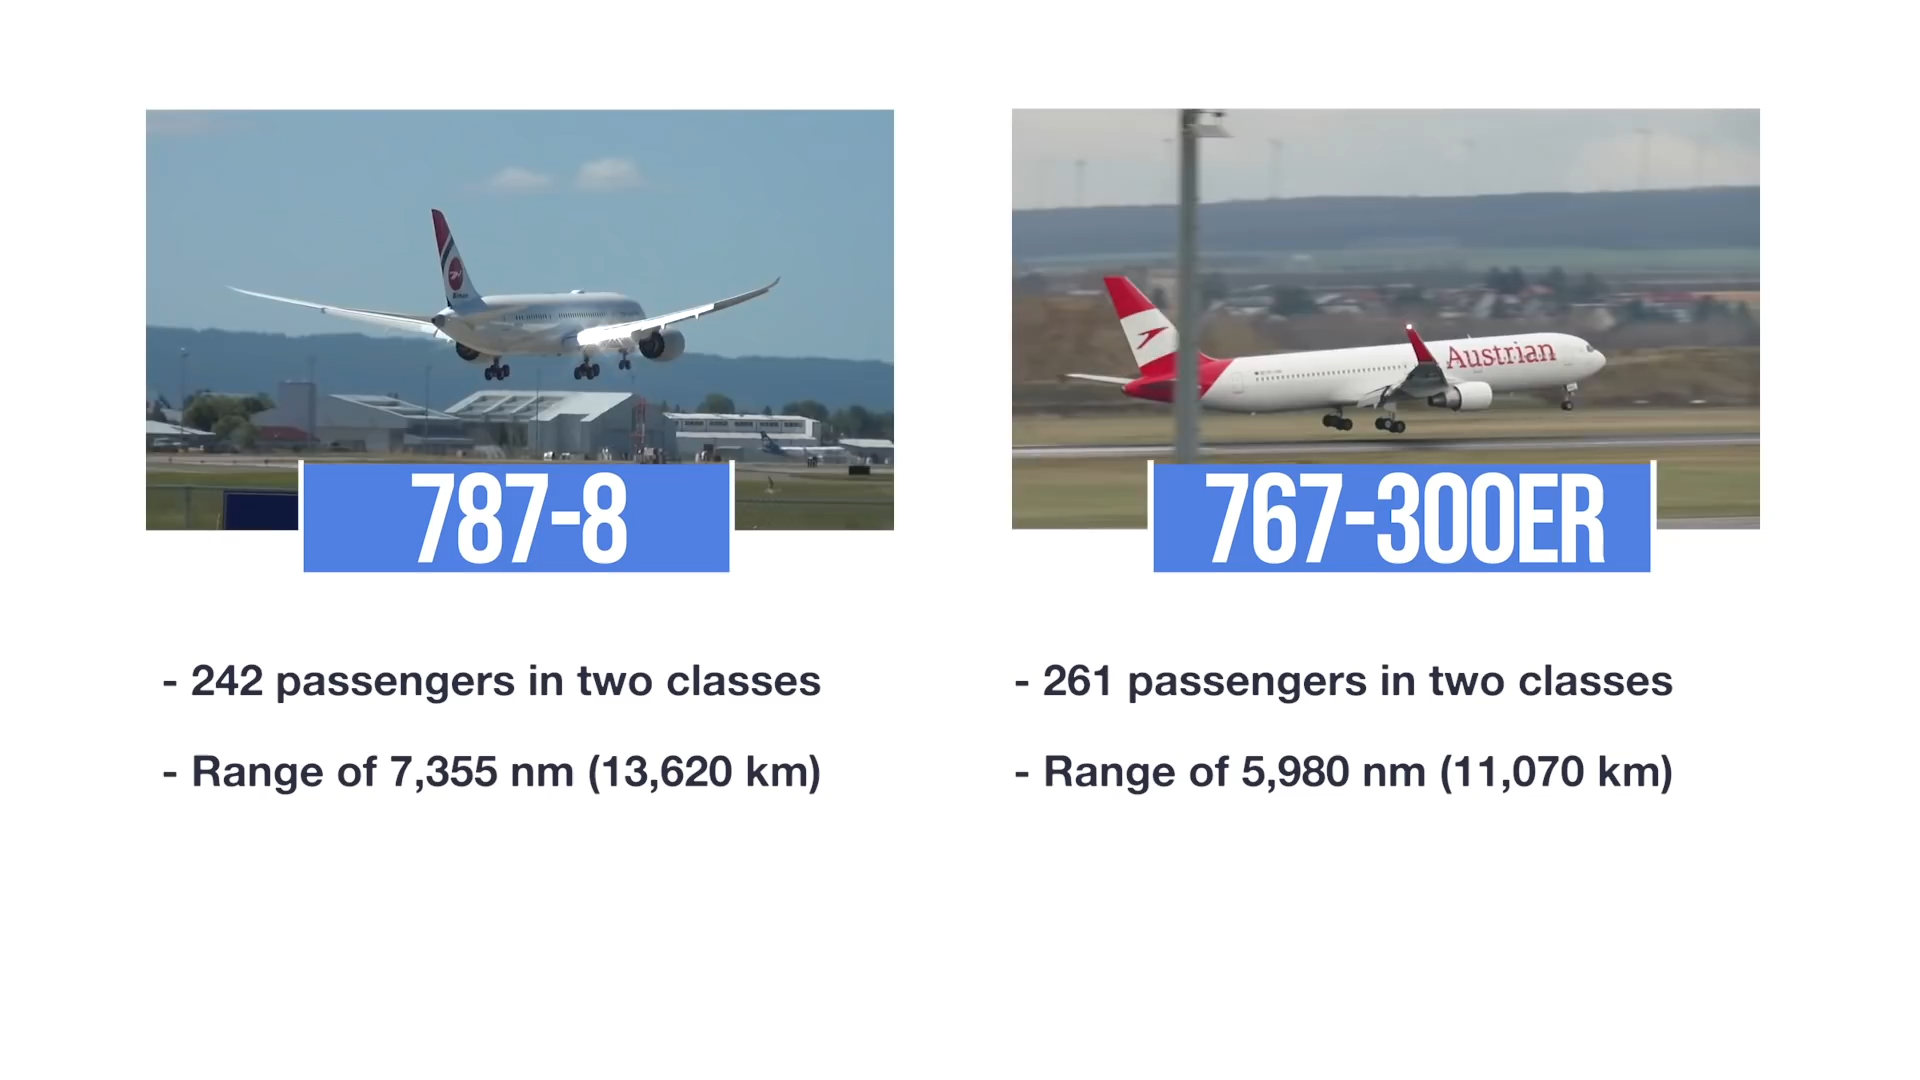 Austrian
787-8
767-300ER
- 242 passengers in two classes
- Range of 7,355 nm (13,620 km)
- 261 passengers in two classes
- Range of 5,980 nm (11,070 km)